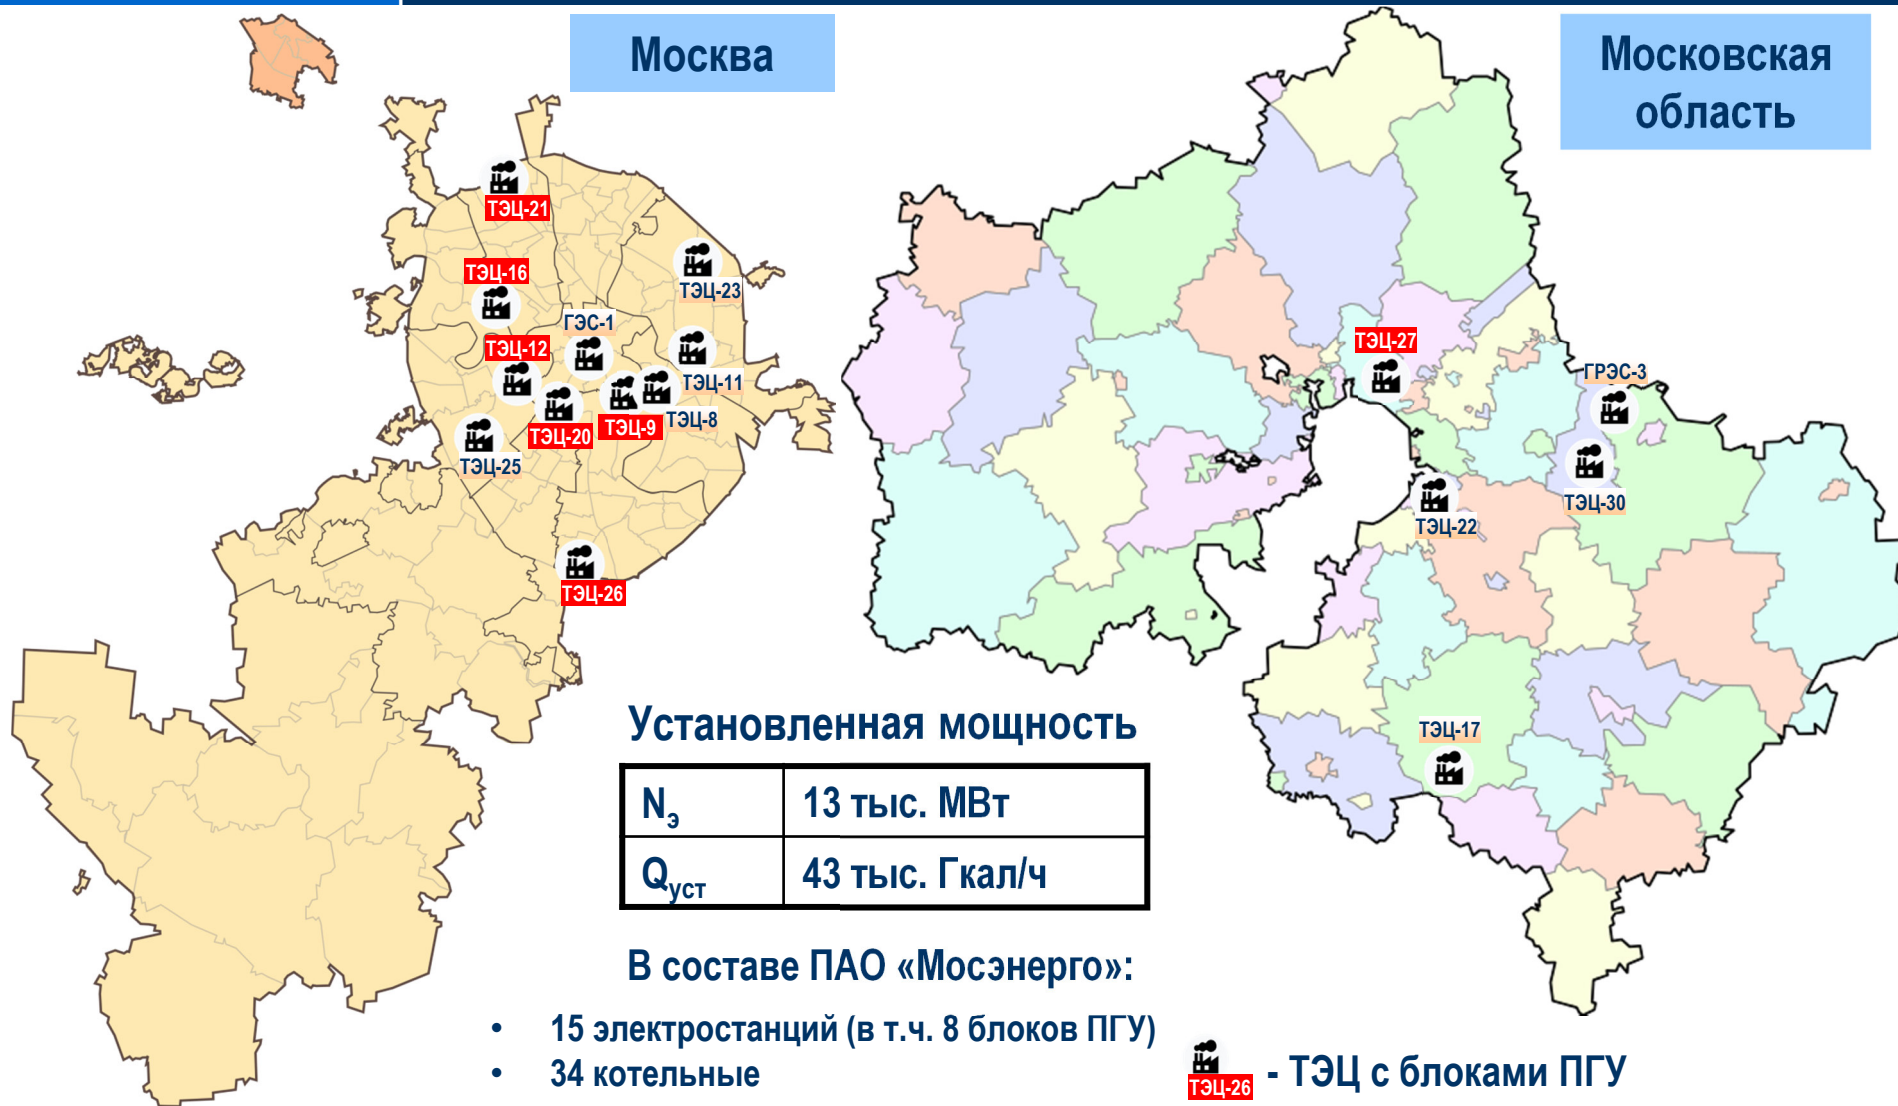 Москва
Московская
область
ТЭЦ-21
ТЭЦ-16
ТЭЦ-23
ГЭС-1
ТЭЦ-12
ТЭЦ-11
ТЭЦ-20
ТЭЦ-9
ТЭЦ-8
ТЭЦ-25
ТЭЦ-26
ТЭЦ-27
ГРЭС-3
ТЭЦ-30
ТЭЦ-22
ТЭЦ-17
Установленная мощность
Nэ 13 тыс. МВт
Qуст 43 тыс. Гкал/ч
В составе ПАО «Мосэнерго»:
• 15 электростанций (в т.ч. 8 блоков ПГУ)
• 34 котельные
ТЭЦ-26 - ТЭЦ с блоками ПГУ